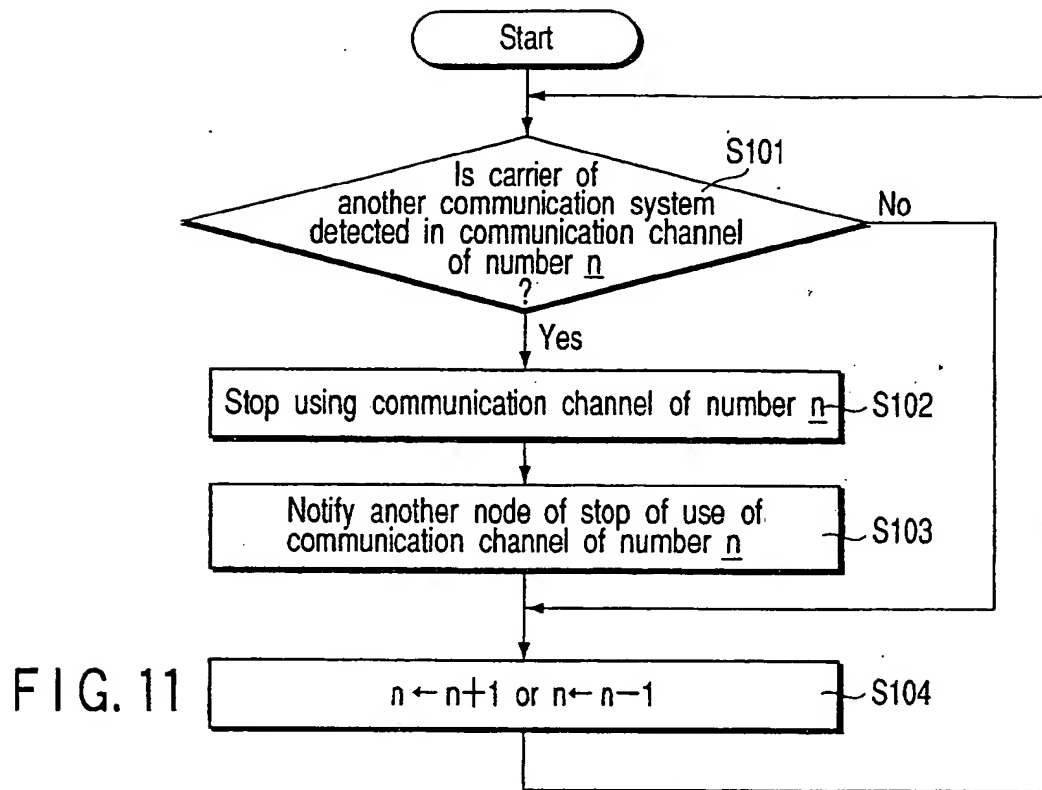 Start
S101
Is carrier of
another communication system
detected in communication channel
of number n
?
No
Yes
Stop using communication channel of number n
S102
Notify another node of stop of use of
communication channel of number n
S103
FIG. 11
n ← n+1 or n ← n−1
S104